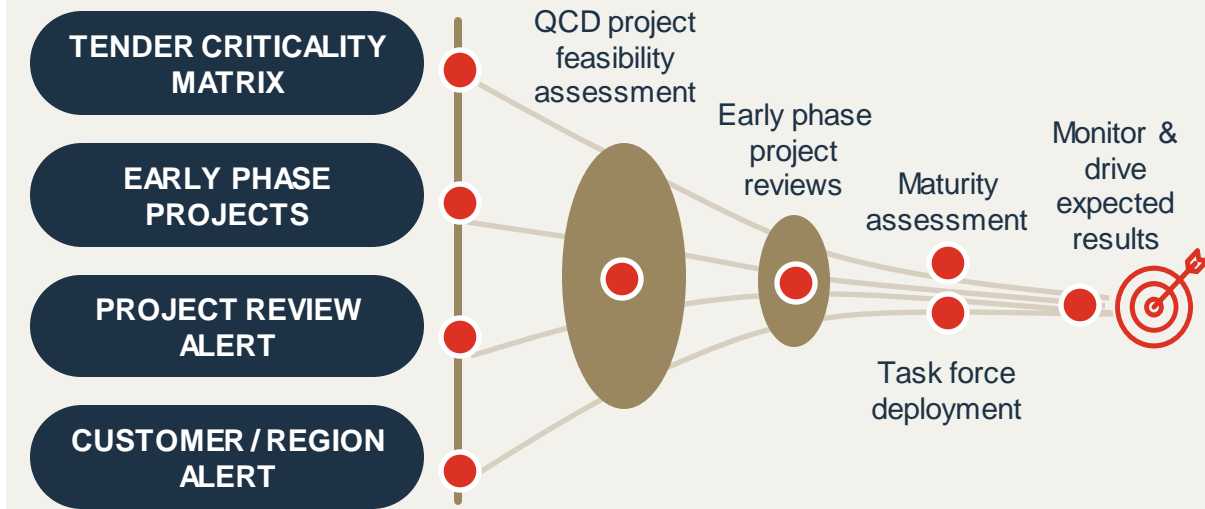 TENDER CRITICALITY
MATRIX
EARLY PHASE
PROJECTS
PROJECT REVIEW
ALERT
CUSTOMER / REGION
ALERT
QCD project
feasibility
assessment
Early phase
project
reviews
Maturity
assessment
Task force
deployment
Monitor &
drive
expected
results